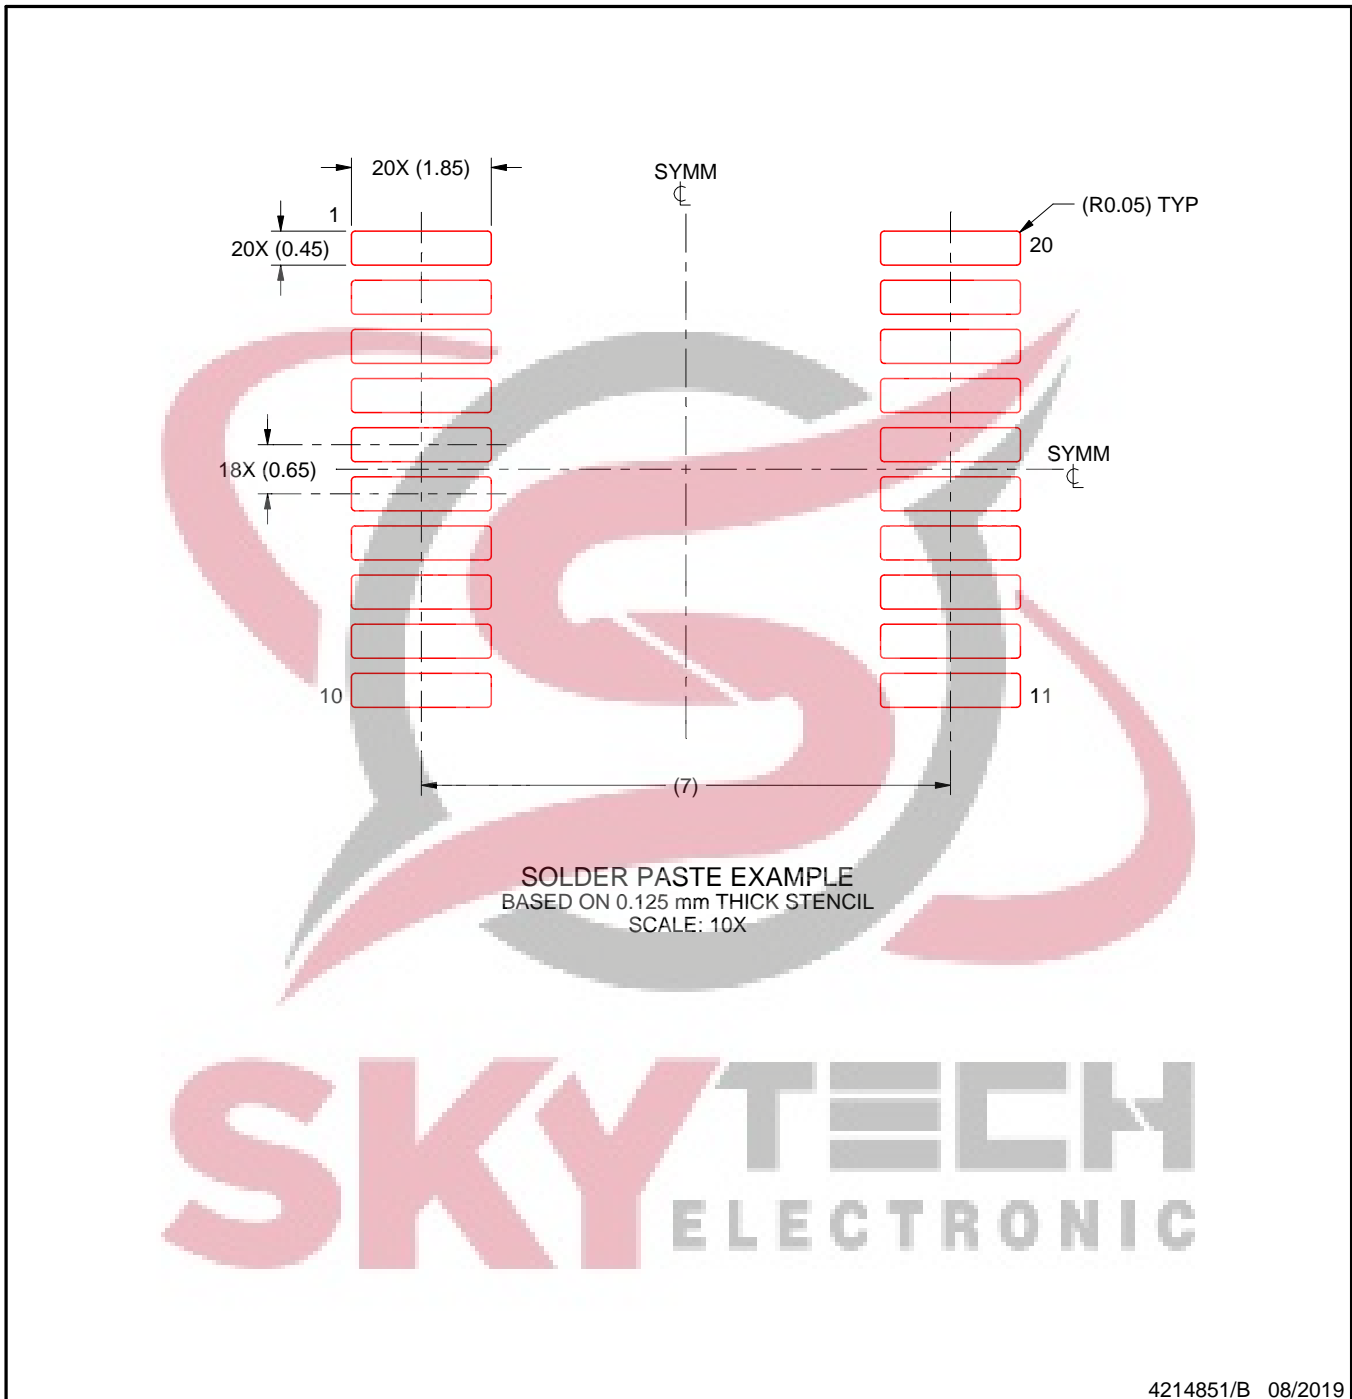 20X (1.85)
SYMM
℄
(R0.05) TYP
1
20X (0.45)
20
18X (0.65)
SYMM
℄
10
11
(7)
SOLDER PASTE EXAMPLE
BASED ON 0.125 mm THICK STENCIL
SCALE: 10X
SKYTECH
ELECTRONIC
4214851/B 08/2019